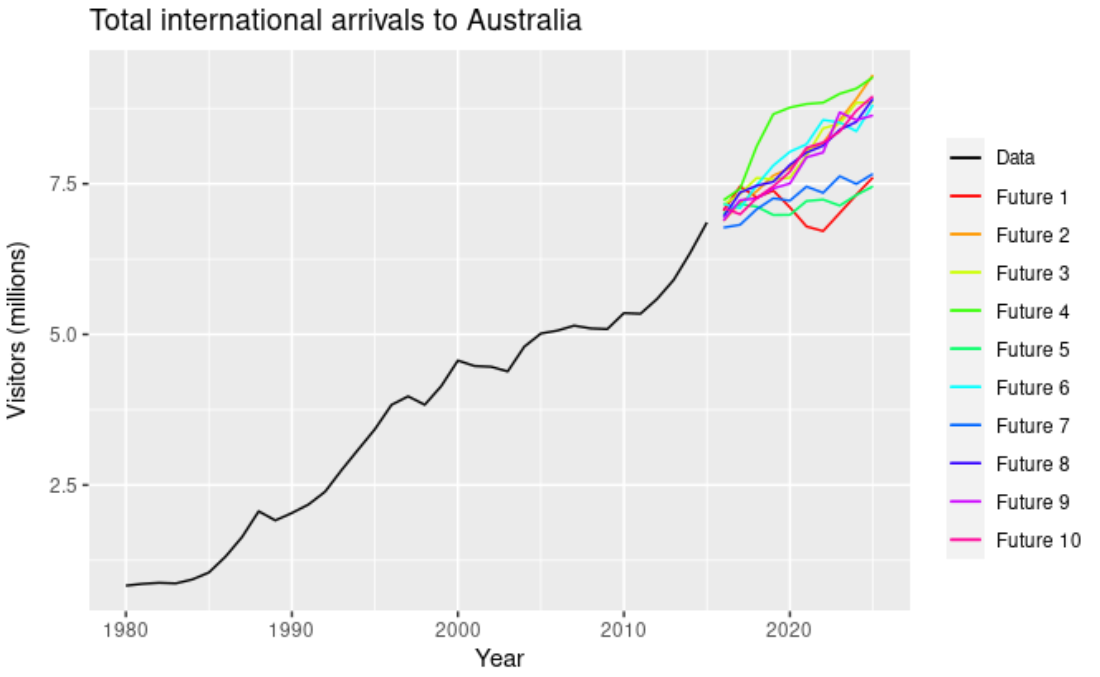 Total international arrivals to Australia
Visitors (millions)
7.5
5.0
2.5
1980 1990 2000 2010 2020
Year
Data
Future 1
Future 2
Future 3
Future 4
Future 5
Future 6
Future 7
Future 8
Future 9
Future 10